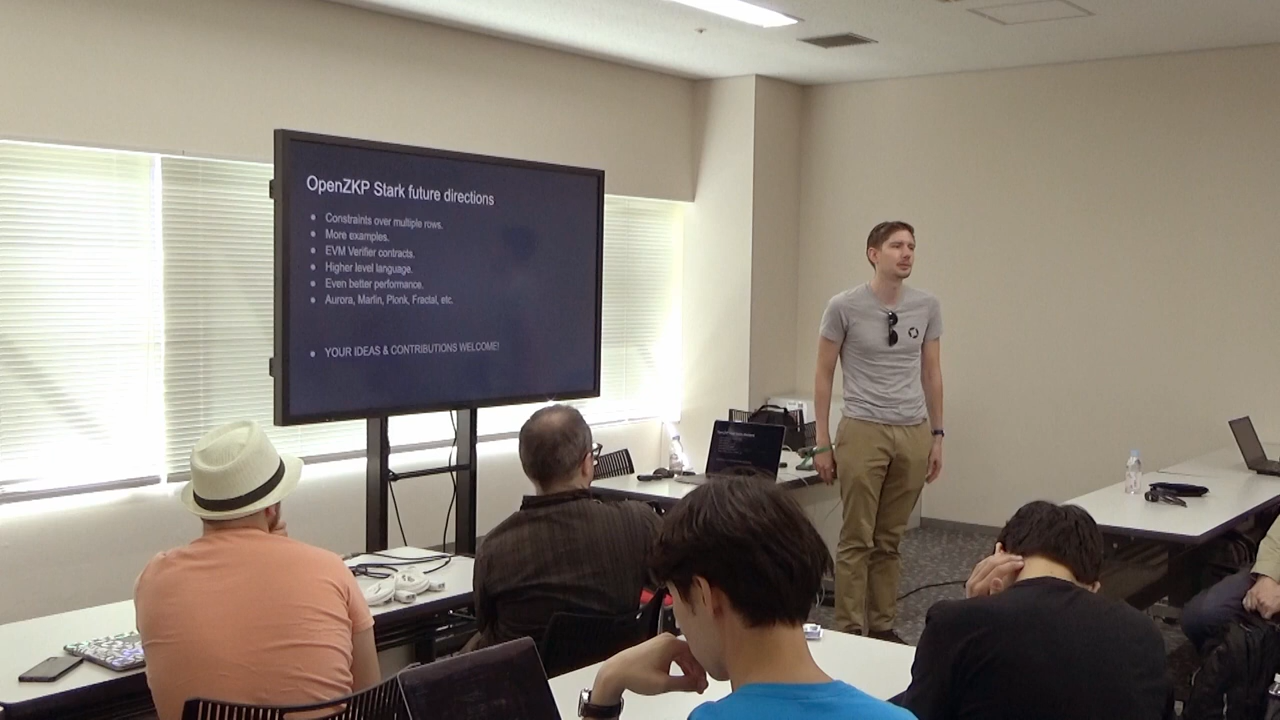 OpenZKP Stark future directions
● Constraints over multiple rows.
● More examples.
● EVM Verifier contracts.
● Higher level language.
● Even better performance.
● Aurora, Marlin, Plonk, Fractal, etc.
● YOUR IDEAS & CONTRIBUTIONS WELCOME!